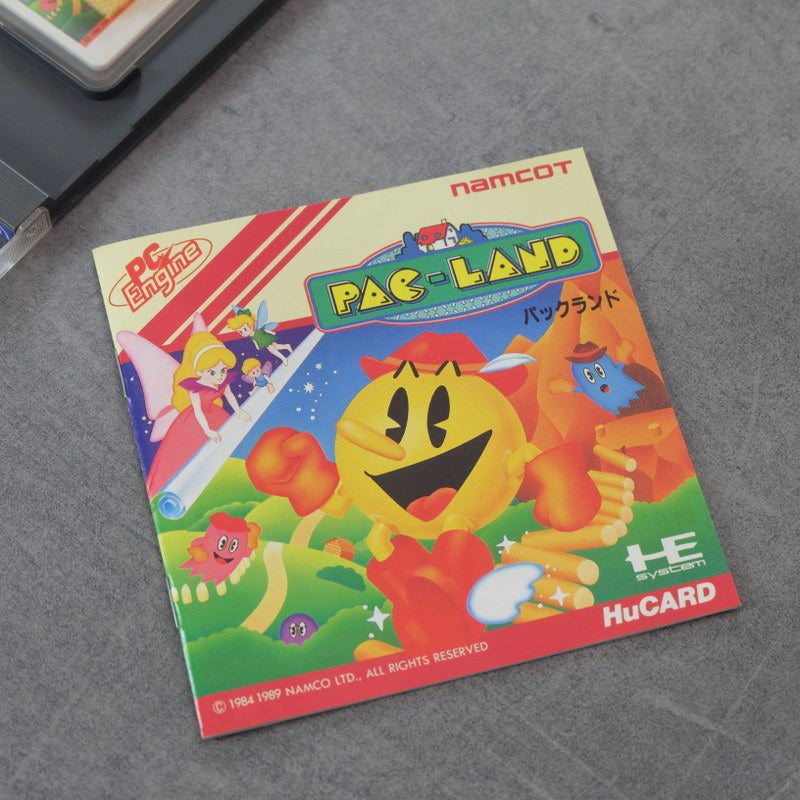 namcot
PC Engine
PAC-LAND
パックランド
HE
system
HuCARD
© 1984 1989 NAMCO LTD., ALL RIGHTS RESERVED